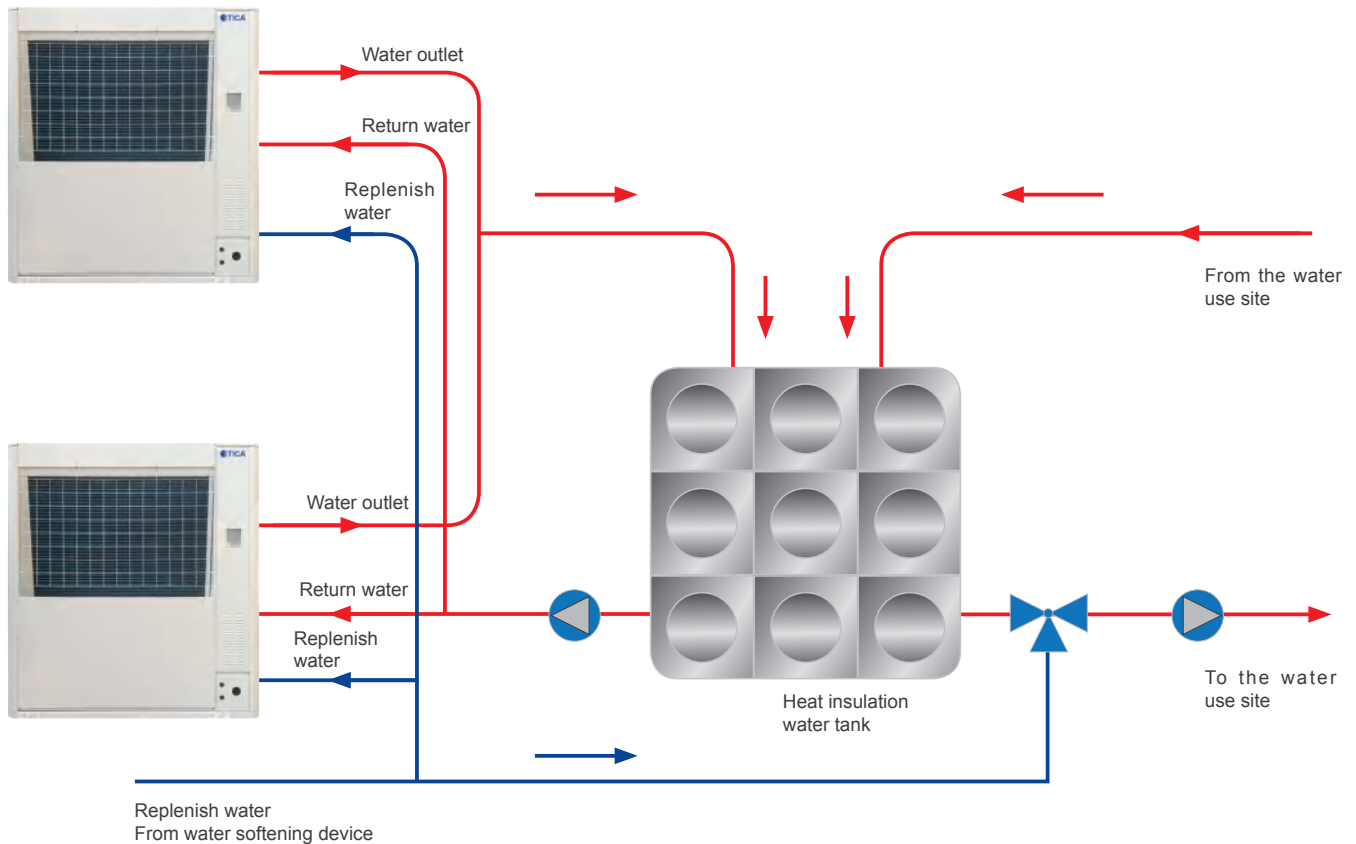 TICA
Water outlet
Return water
Replenish
water
From the water
use site
TICA
Water outlet
Return water
Replenish
water
Heat insulation
water tank
To the water
use site
Replenish water
From water softening device